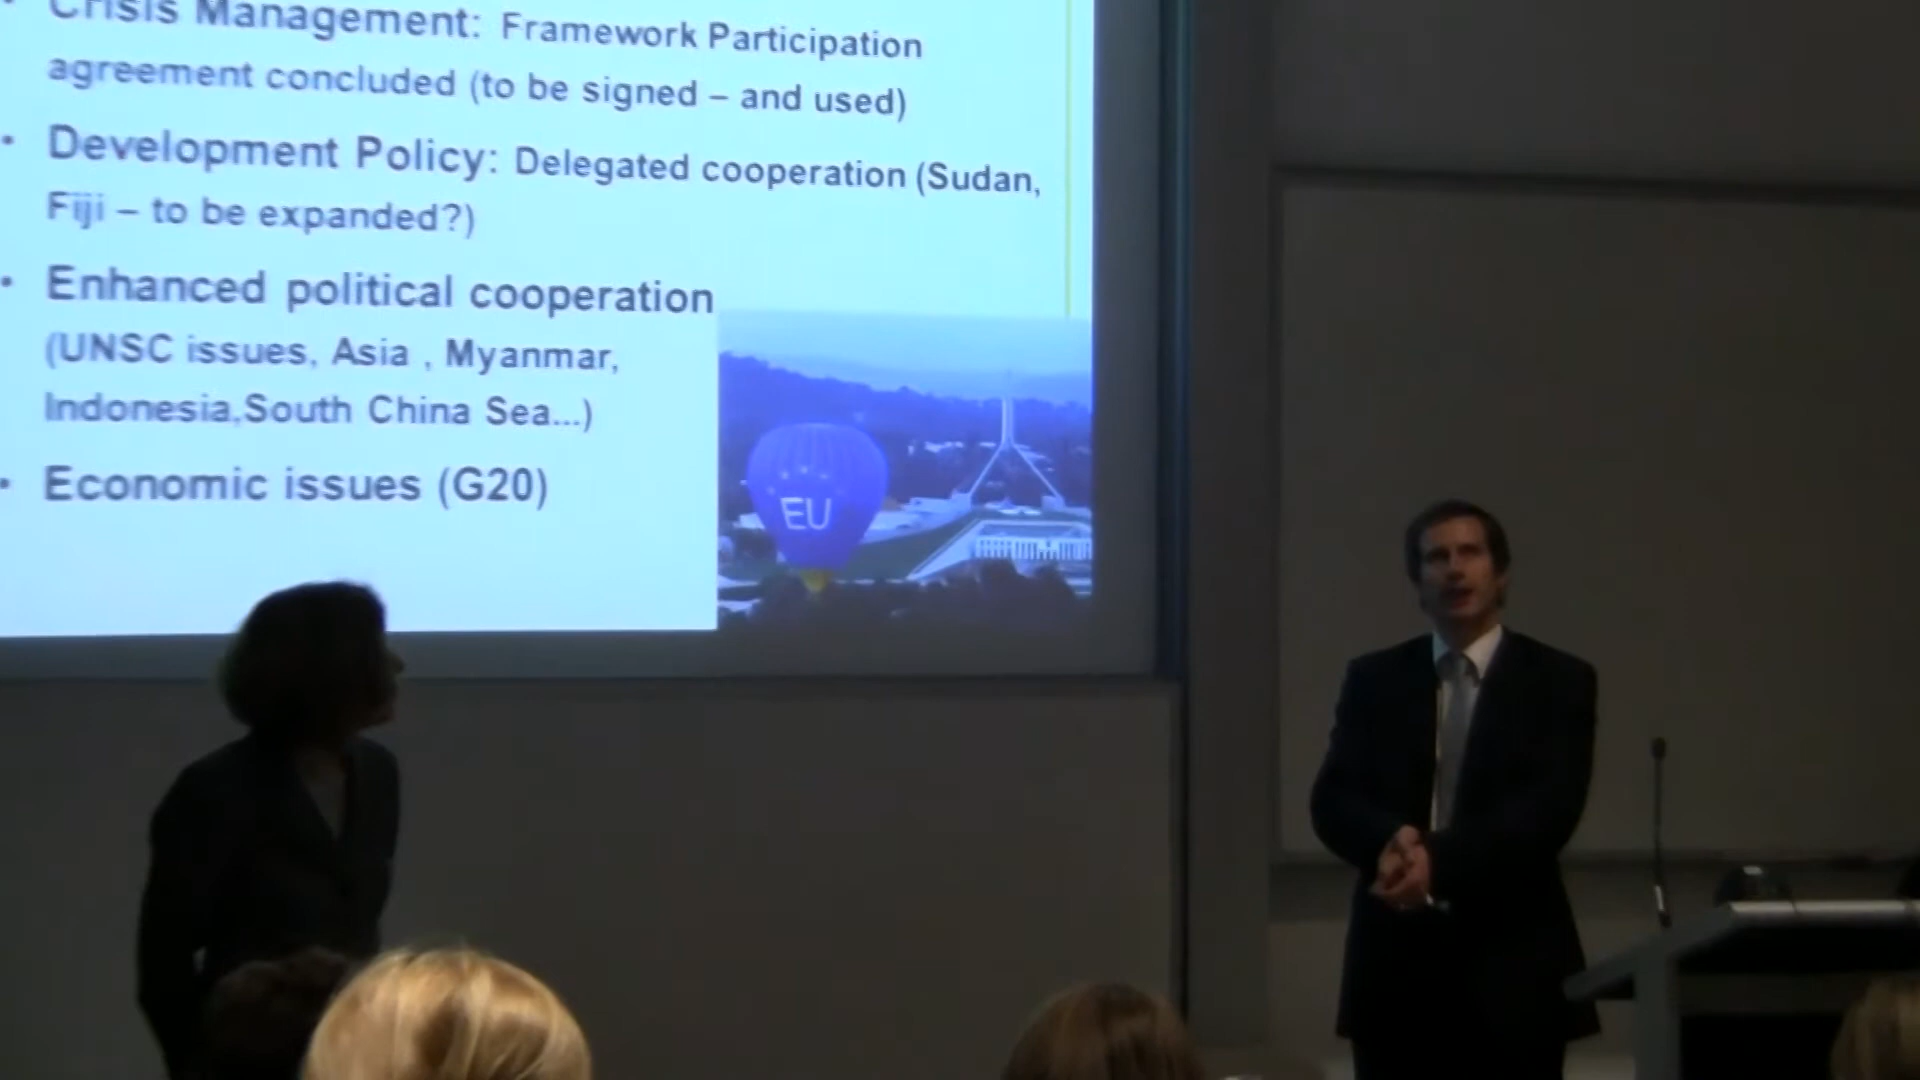 Crisis Management: Framework Participation
agreement concluded (to be signed – and used)
• Development Policy: Delegated cooperation (Sudan,
Fiji – to be expanded?)
• Enhanced political cooperation
(UNSC issues, Asia , Myanmar,
Indonesia,South China Sea...)
• Economic issues (G20)
EU